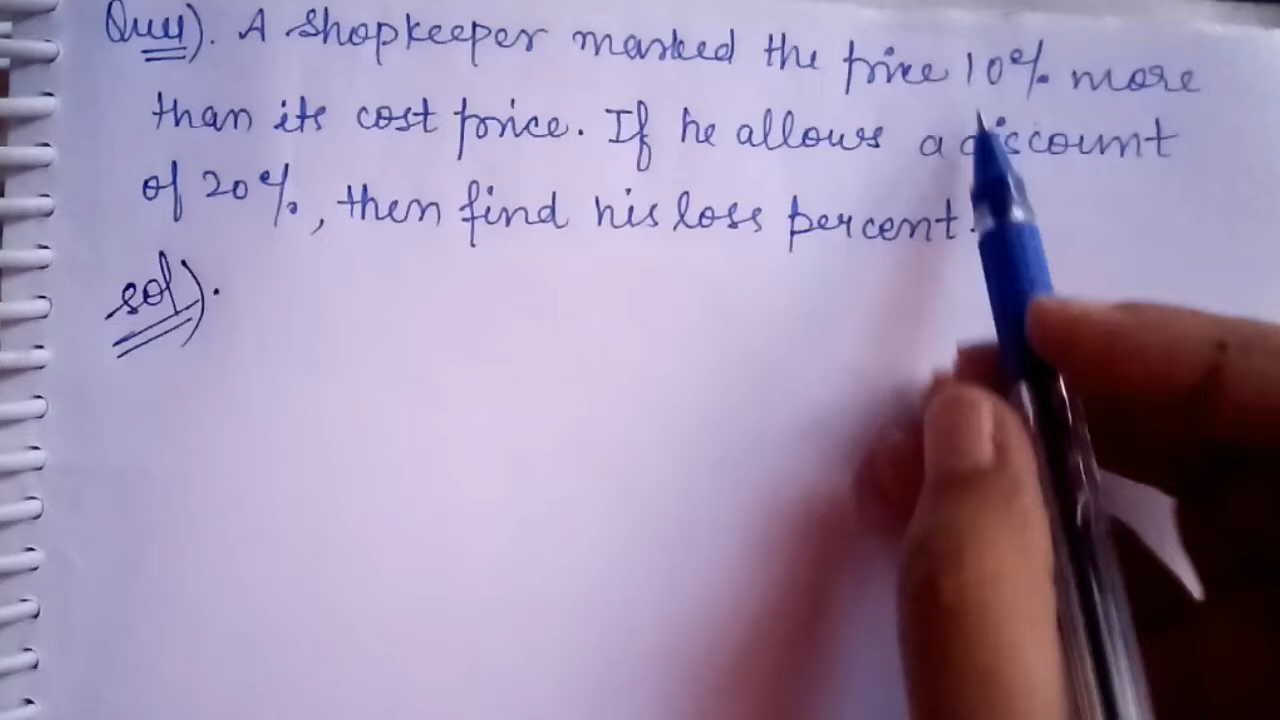 Ques). A Shopkeeper marked the price 10% more
than its cost price. If he allows a discount
of 20%, then find his loss percent.
sol).